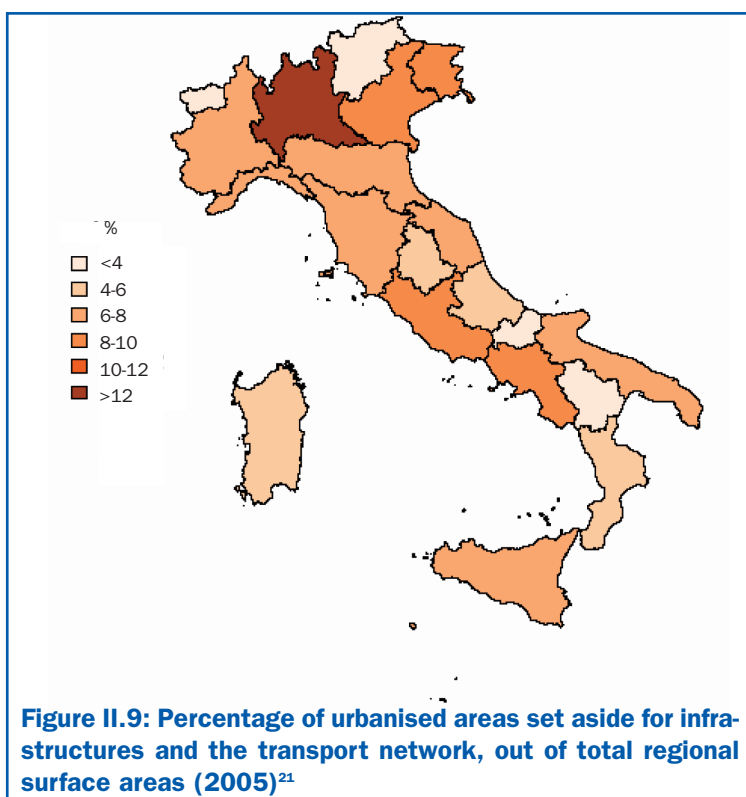 %
<4
4-6
6-8
8-10
10-12
>12
Figure II.9: Percentage of urbanised areas set aside for infra-
structures and the transport network, out of total regional
surface areas (2005)²¹